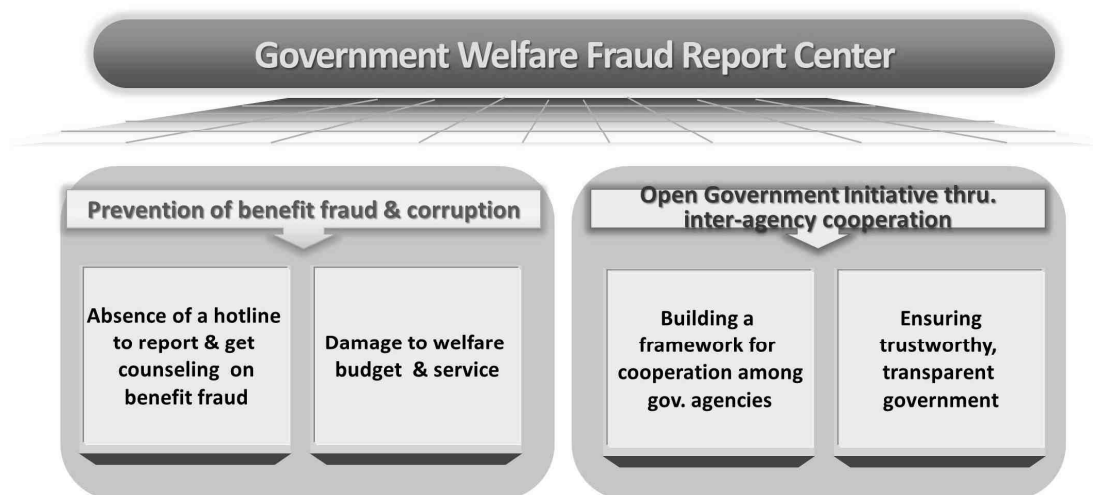 Government Welfare Fraud Report Center
Prevention of benefit fraud & corruption
Absence of a hotline
to report & get
counseling on
benefit fraud
Damage to welfare
budget & service
Open Government Initiative thru.
inter-agency cooperation
Building a
framework for
cooperation among
gov. agencies
Ensuring
trustworthy,
transparent
government